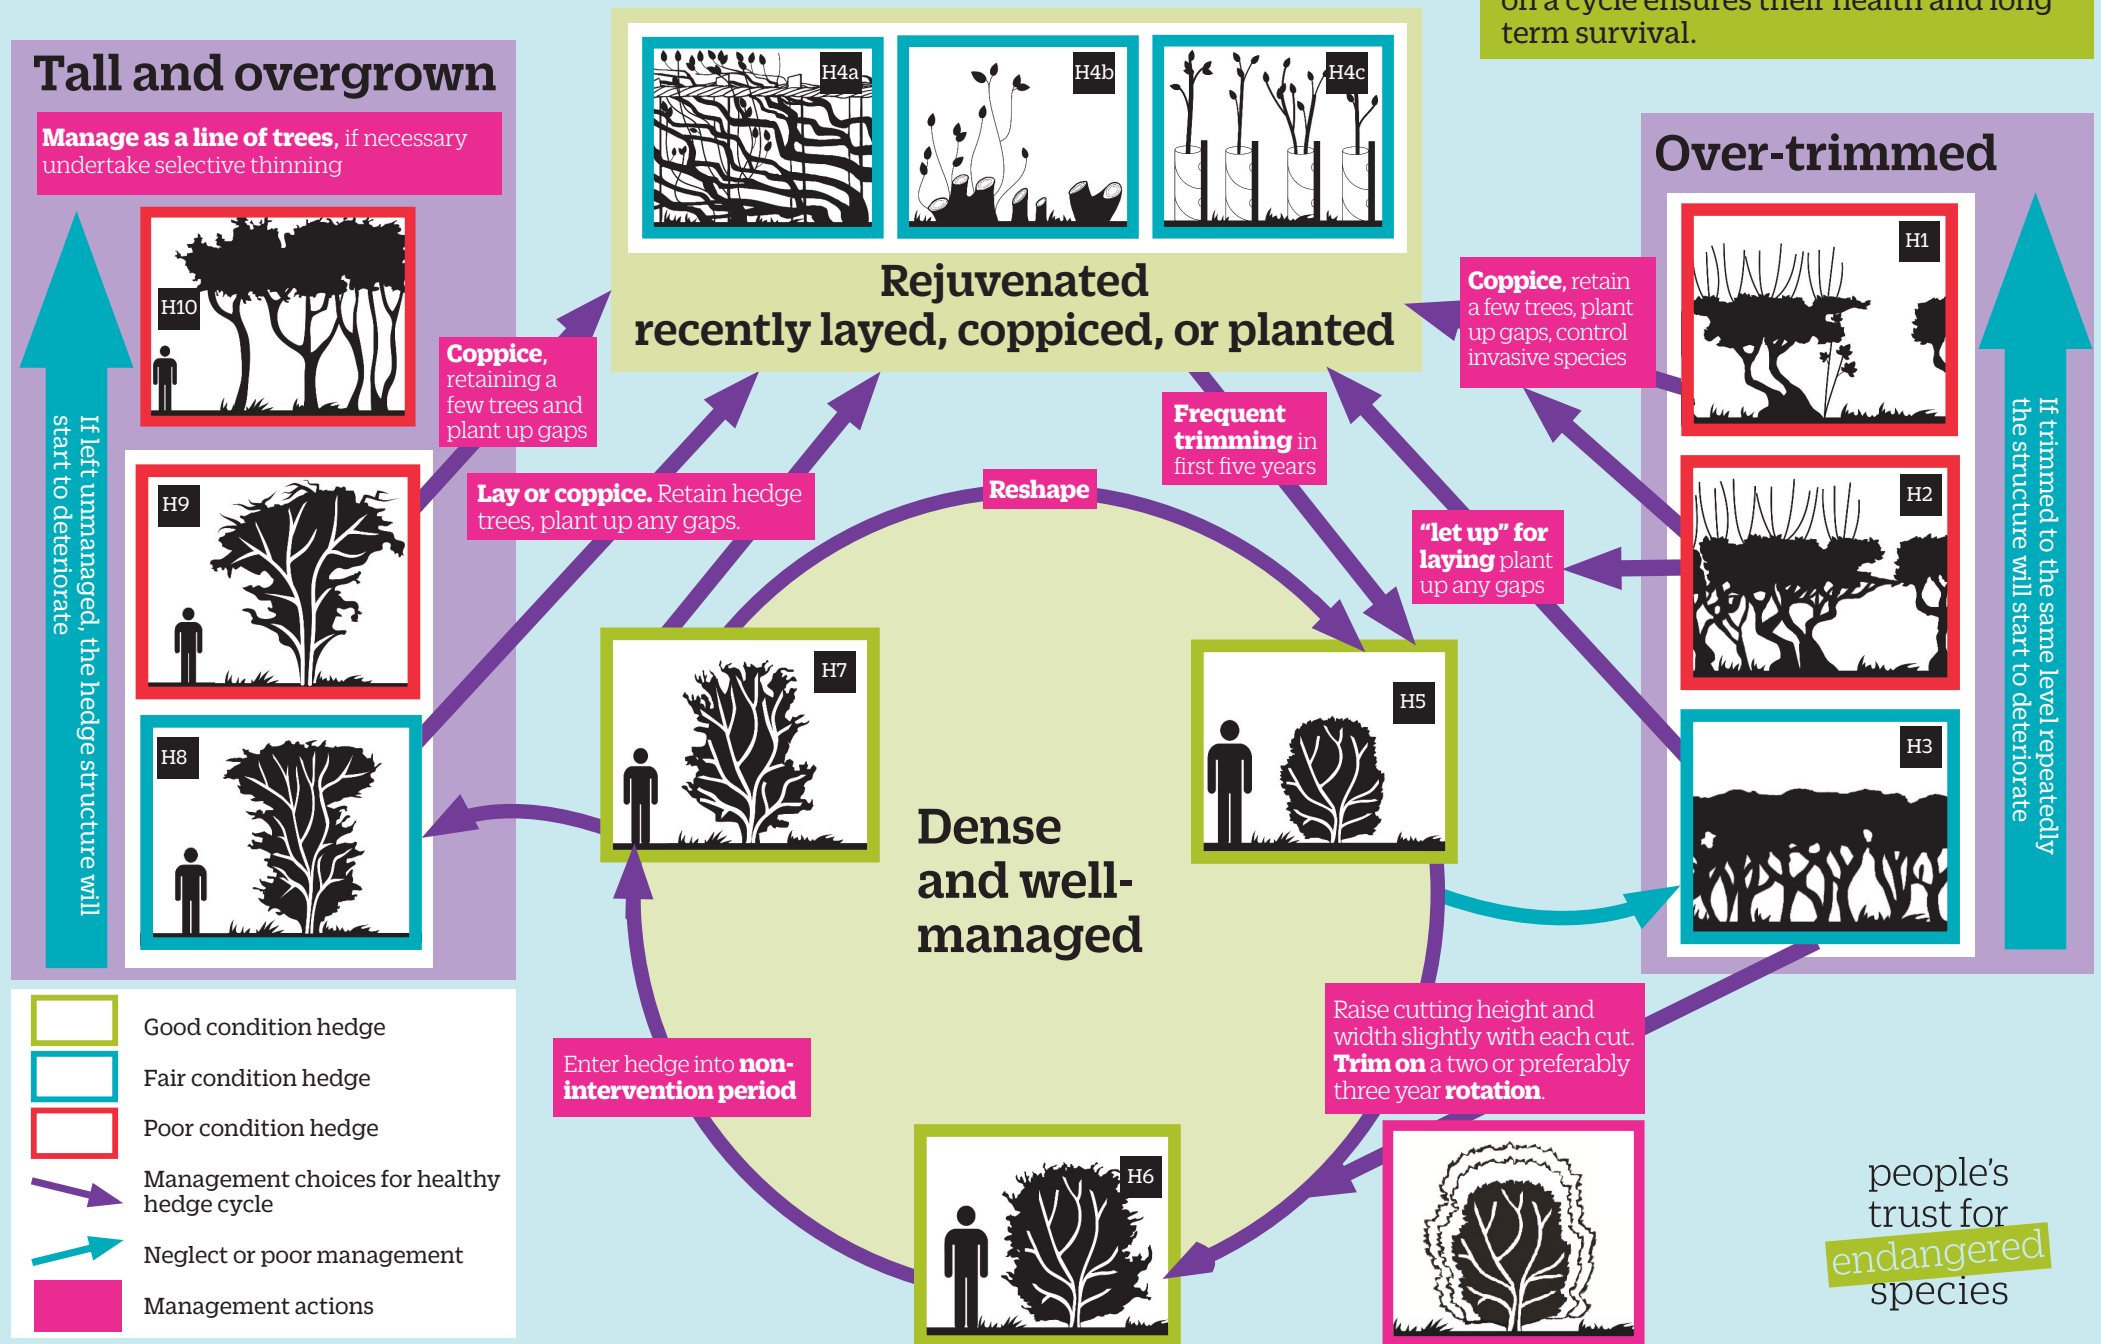 on a cycle ensures their health and long
term survival.
Tall and overgrown
Manage as a line of trees, if necessary
undertake selective thinning
H10
H9
H8
If left unmanaged, the hedge structure will
start to deteriorate
Coppice,
retaining a
few trees and
plant up gaps
Lay or coppice. Retain hedge
trees, plant up any gaps.
H4a
H4b
H4c
Rejuvenated
recently layed, coppiced, or planted
Frequent
trimming in
first five years
Reshape
Coppice, retain
a few trees, plant
up gaps, control
invasive species
"let up" for
laying plant
up any gaps
Over-trimmed
H1
H2
H3
If trimmed to the same level repeatedly
the structure will start to deteriorate
H7
H5
Dense
and well-
managed
Enter hedge into non-
intervention period
Raise cutting height and
width slightly with each cut.
Trim on a two or preferably
three year rotation.
H6
Good condition hedge
Fair condition hedge
Poor condition hedge
Management choices for healthy
hedge cycle
Neglect or poor management
Management actions
people's
trust for
endangered
species